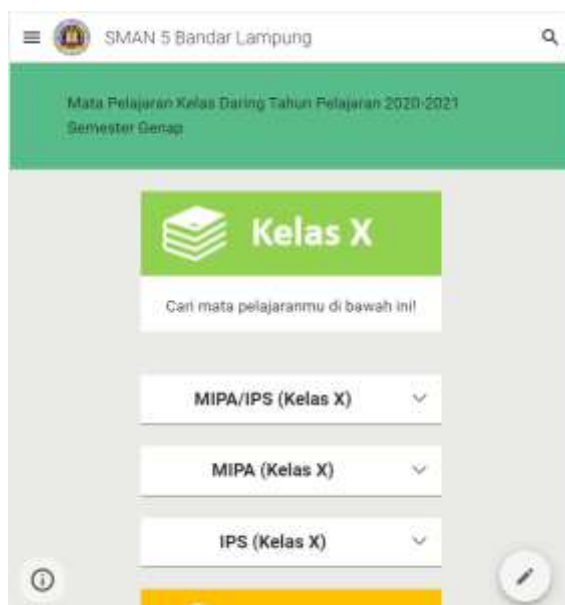 SMAN 5 Bandar Lampung
Mata Pelajaran Kelas Daring Tahun Pelajaran 2020-2021
Semester Genap
Kelas X
Cari mata pelajaranmu di bawah ini!
MIPA/IPS (Kelas X)
MIPA (Kelas X)
IPS (Kelas X)